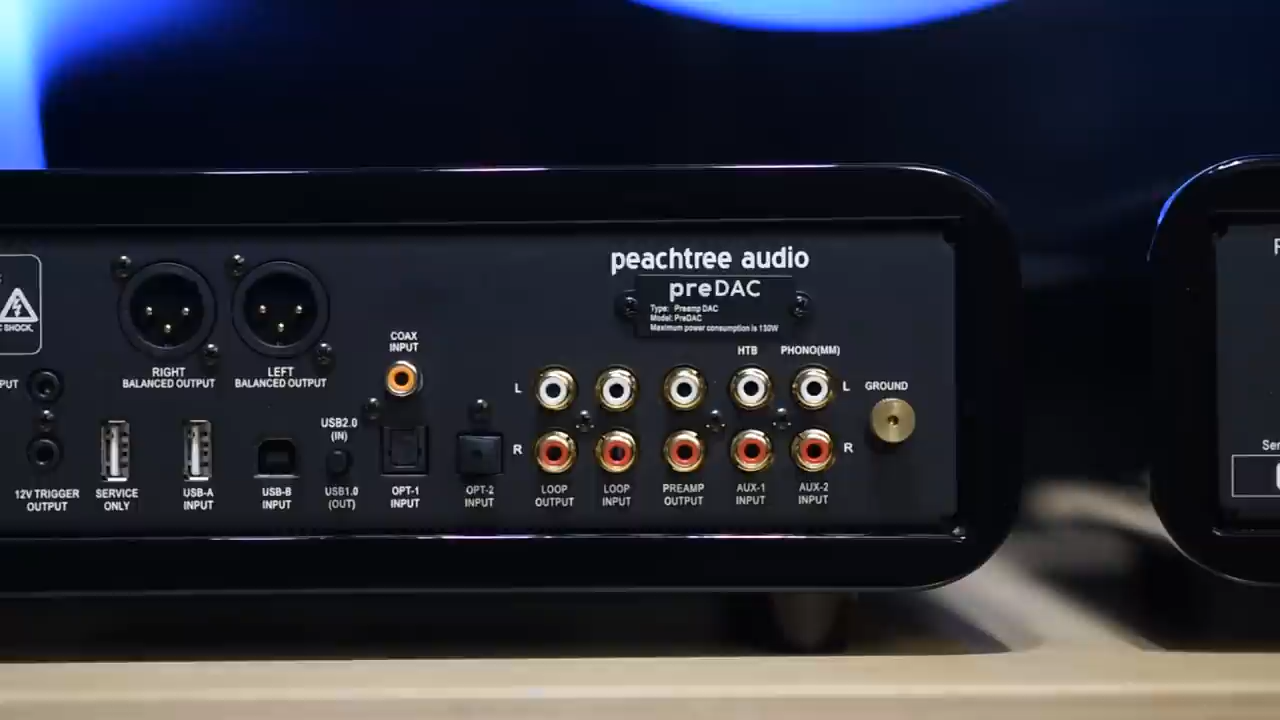 peachtree audio
preDAC
Type: Preamp DAC
Model: PreDAC
Maximum power consumption is 150W
SHOCK.
RIGHT
BALANCED OUTPUT
LEFT
BALANCED OUTPUT
COAX
INPUT
HTB
PHONO(MM)
L
L
GROUND
USB2.0
(IN)
R
R
12V TRIGGER
OUTPUT
SERVICE
ONLY
USB-A
INPUT
USB-B
INPUT
USB1.0
(OUT)
OPT-1
INPUT
OPT-2
INPUT
LOOP
OUTPUT
LOOP
INPUT
PREAMP
OUTPUT
AUX-1
INPUT
AUX-2
INPUT